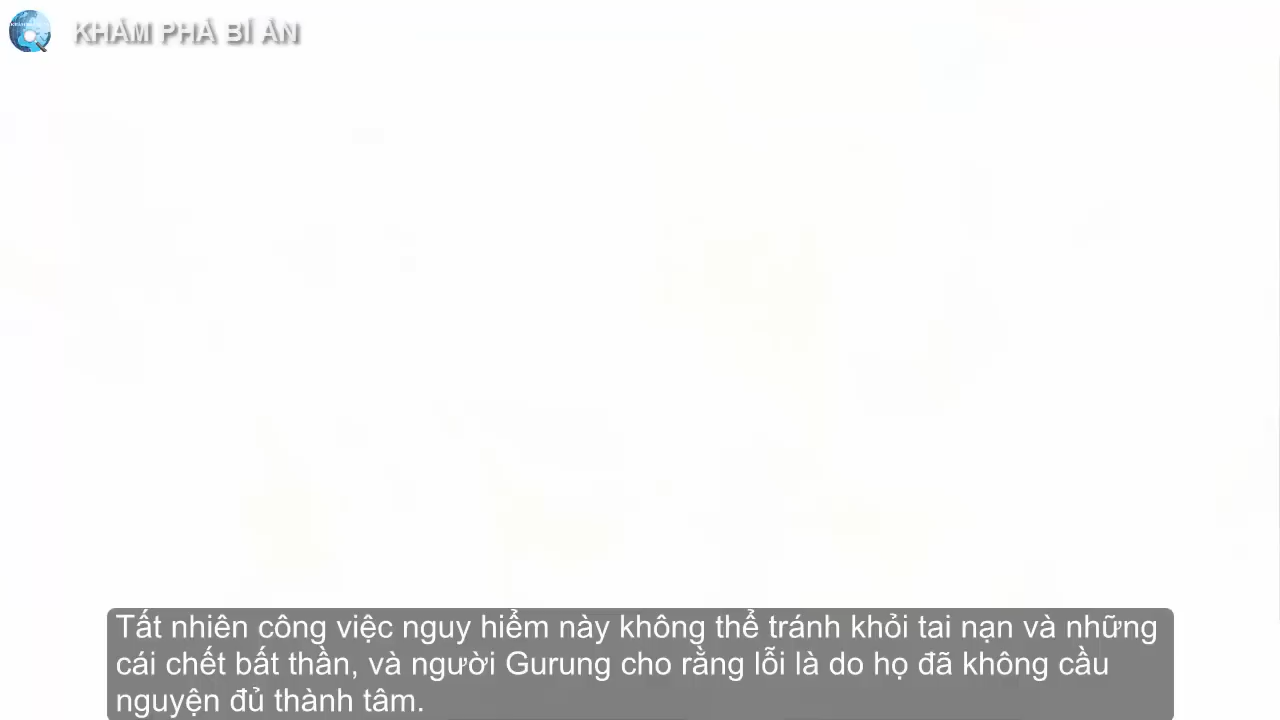 KHÁM PHÁ BÍ ẨN
Tất nhiên công việc nguy hiểm này không thể tránh khỏi tai nạn và những
cái chết bất thần, và người Gurung cho rằng lỗi là do họ đã không cầu
nguyện đủ thành tâm.